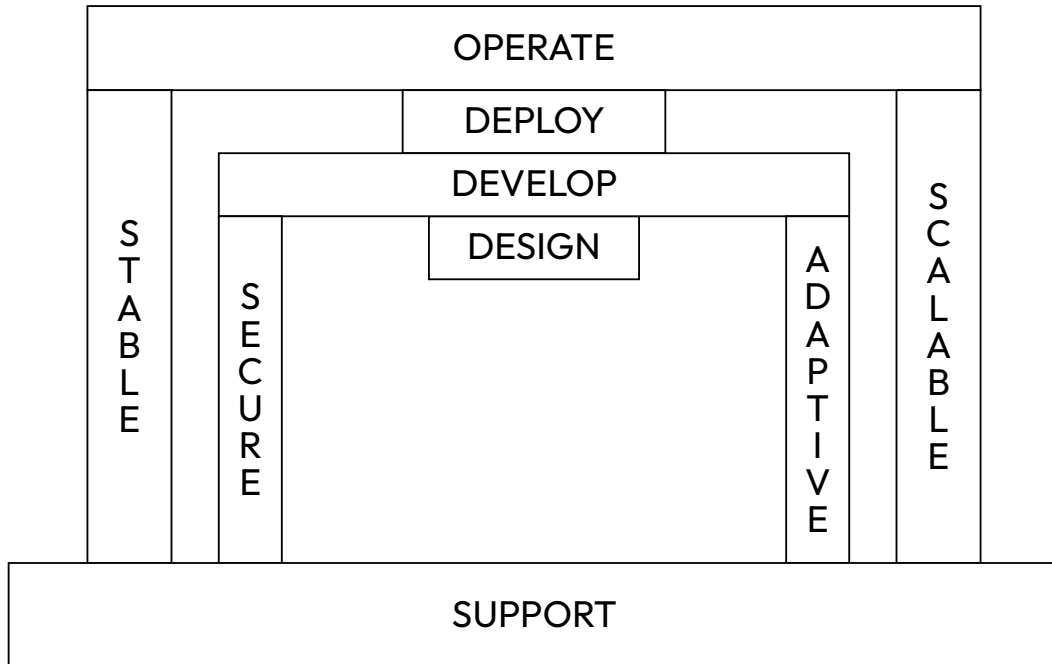 OPERATE
DEPLOY
DEVELOP
DESIGN
STABLE
SECURE
ADAPTIVE
SCALABLE
SUPPORT